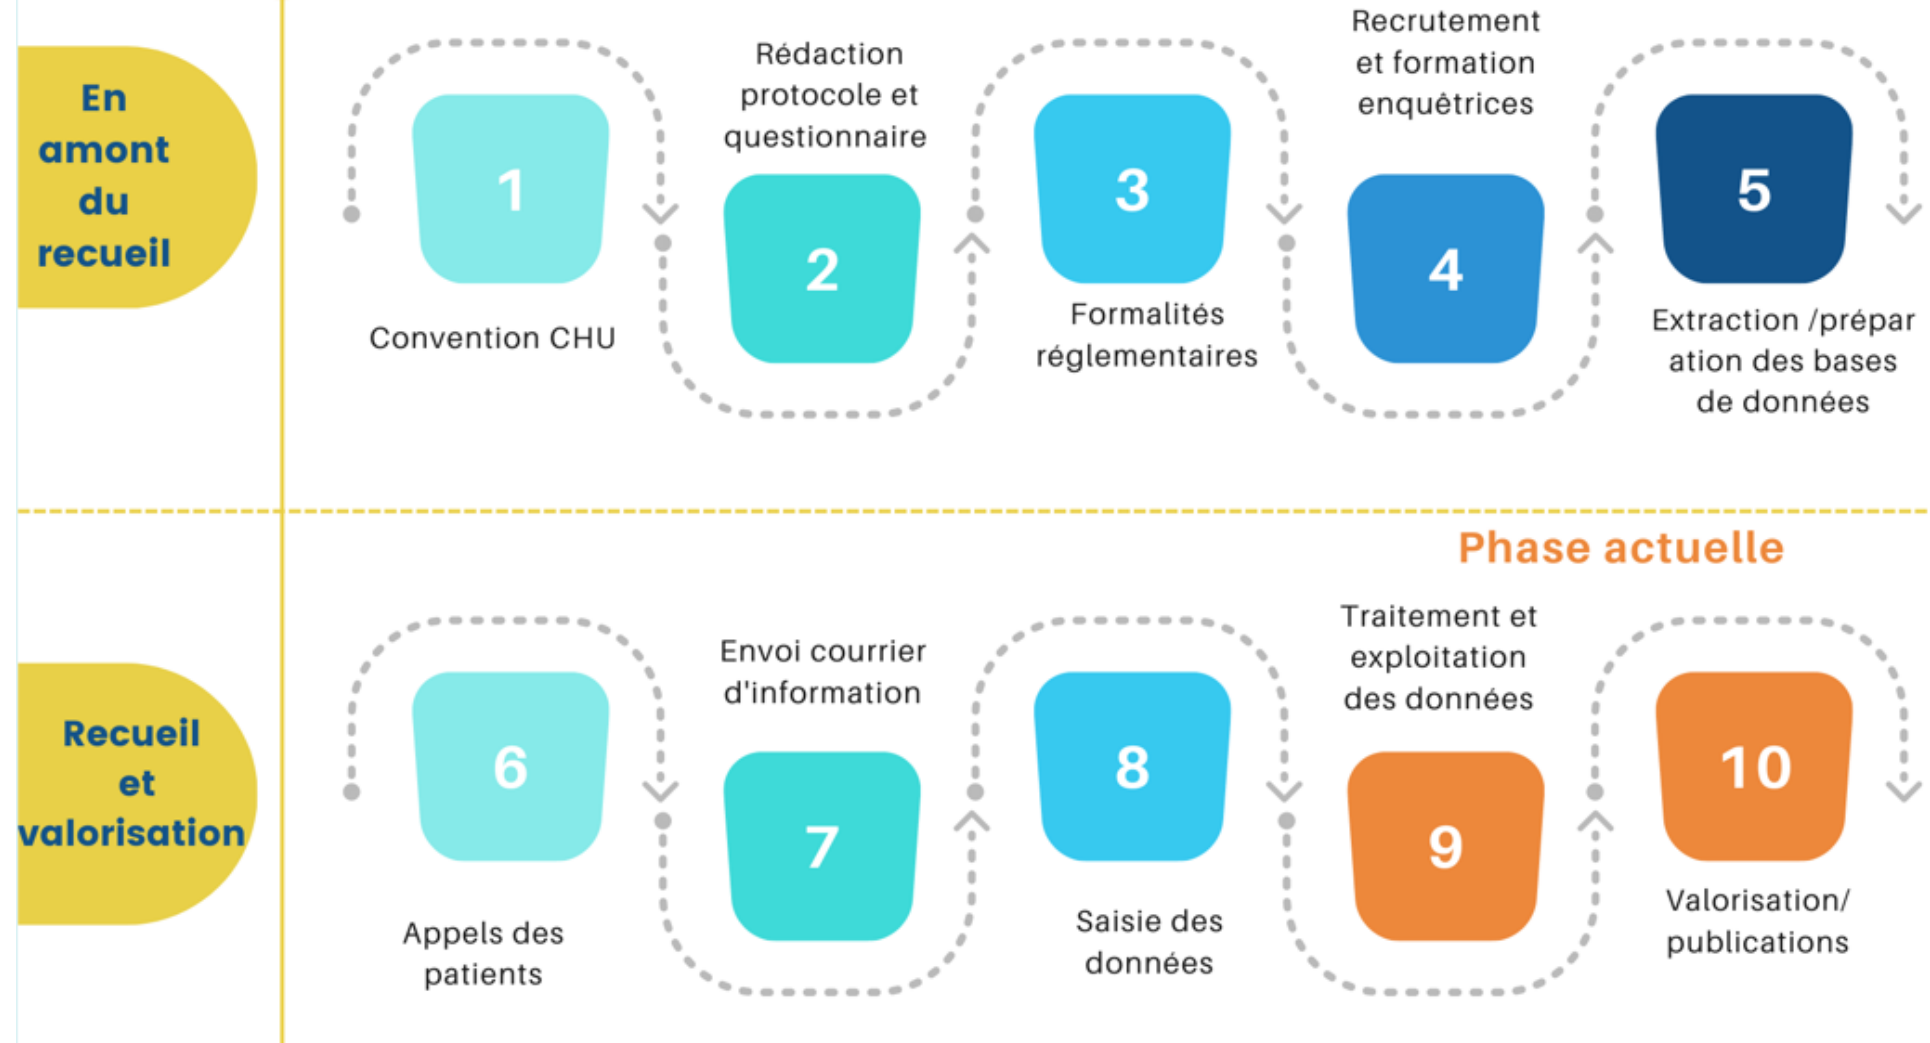 En
amont
du
recueil
1
Convention CHU
Rédaction
protocole et
questionnaire
2
3
Formalités
réglementaires
Recrutement
et formation
enquêtrices
4
5
Extraction /prépar
ation des bases
de données
Phase actuelle
Recueil
et
valorisation
6
Appels des
patients
Envoi courrier
d'information
7
8
Saisie des
données
Traitement et
exploitation
des données
9
10
Valorisation/
publications